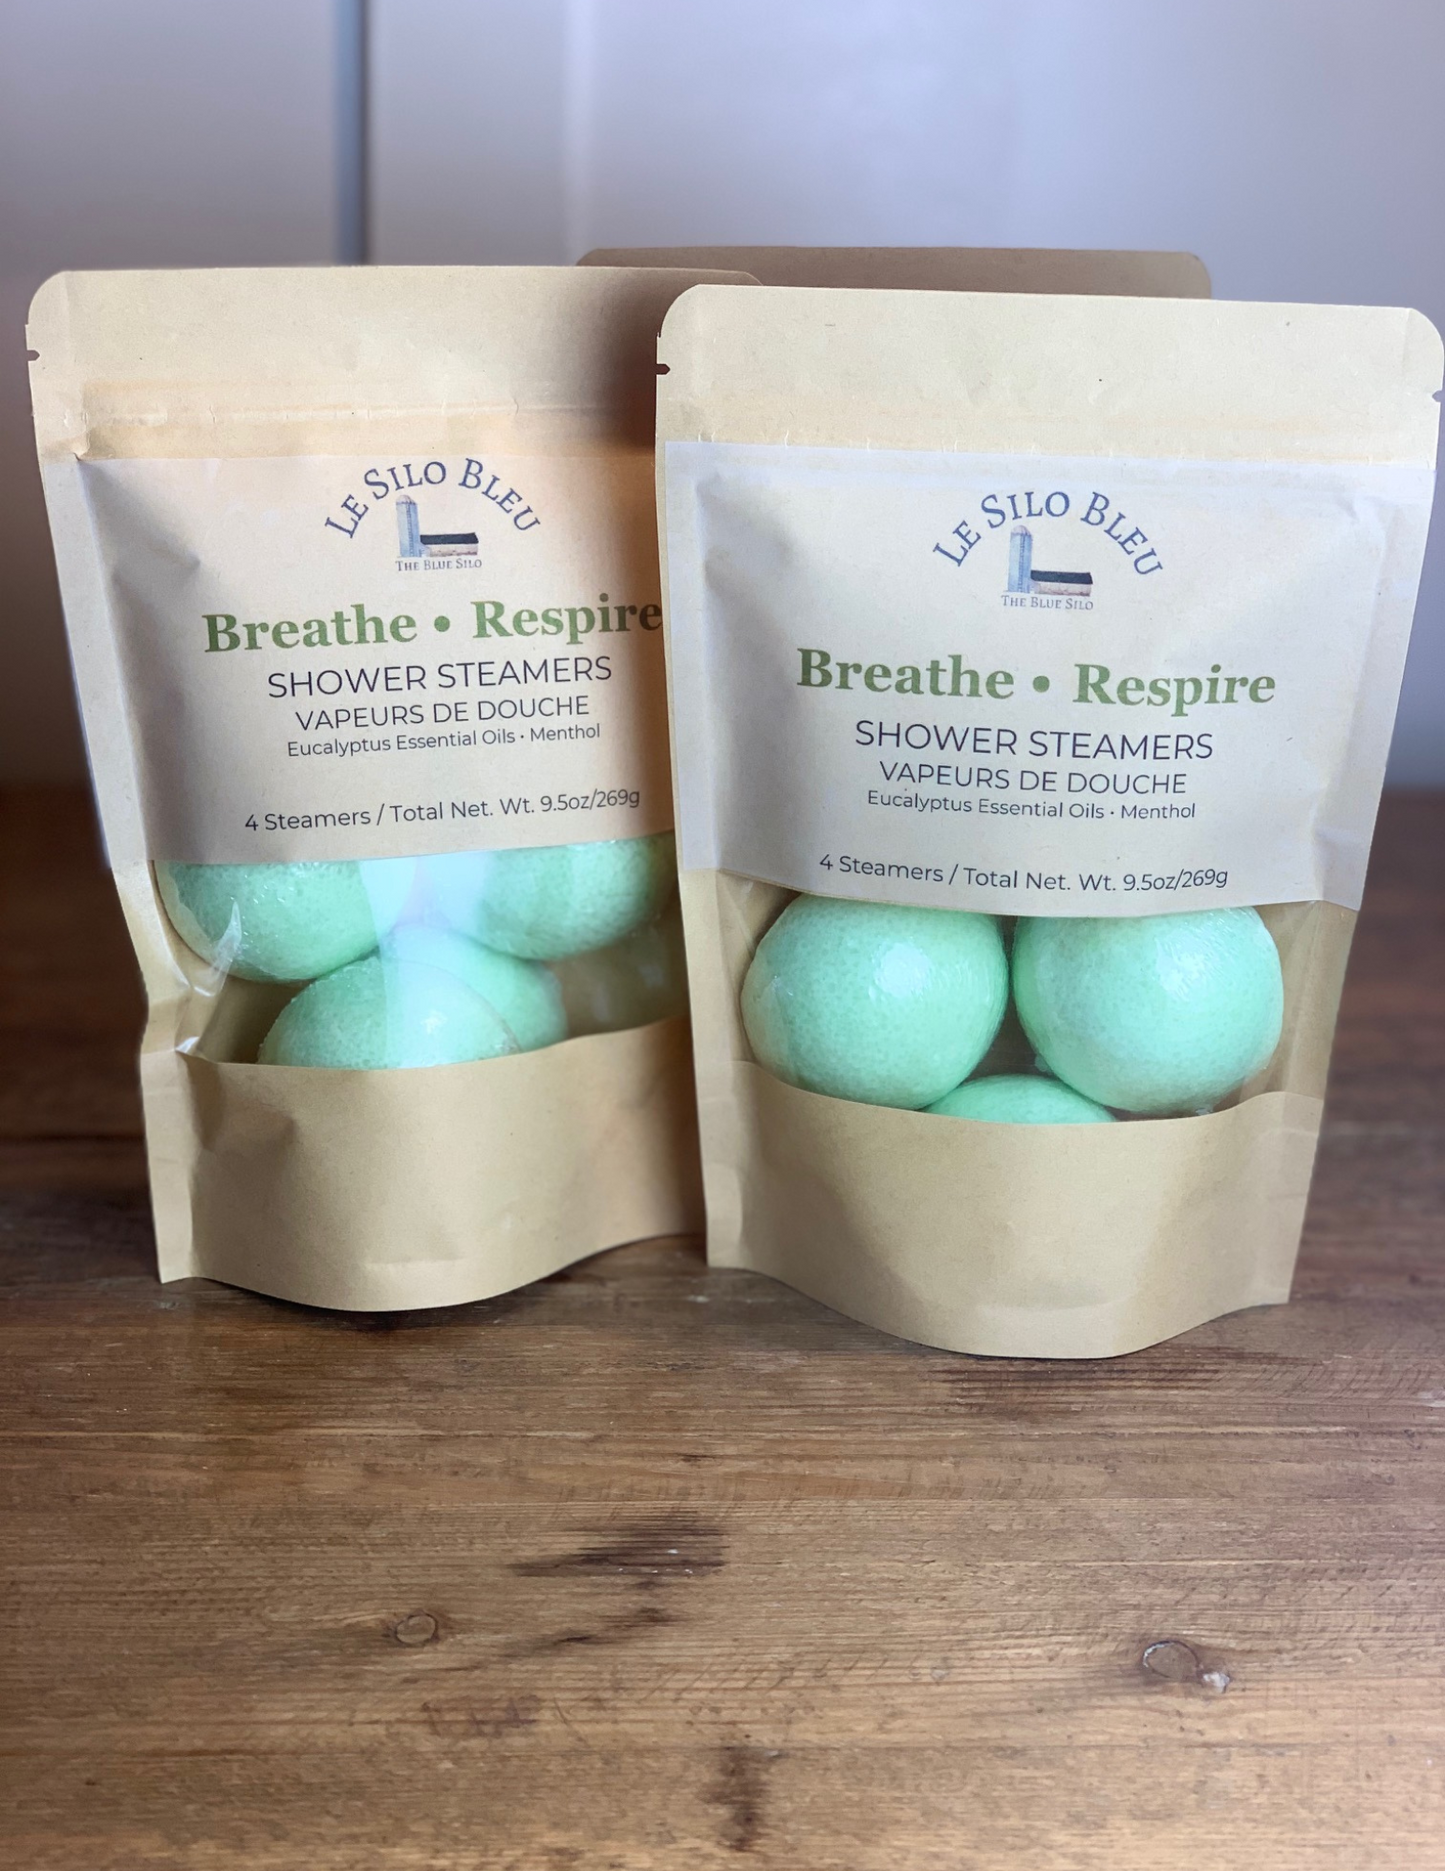 LE SILO BLEU
THE BLUE SILO
Breathe • Respire
SHOWER STEAMERS
VAPEURS DE DOUCHE
Eucalyptus Essential Oils • Menthol
4 Steamers / Total Net. Wt. 9.5oz/269g
LE SILO BLEU
THE BLUE SILO
Breathe • Respire
SHOWER STEAMERS
VAPEURS DE DOUCHE
Eucalyptus Essential Oils • Menthol
4 Steamers / Total Net. Wt. 9.5oz/269g